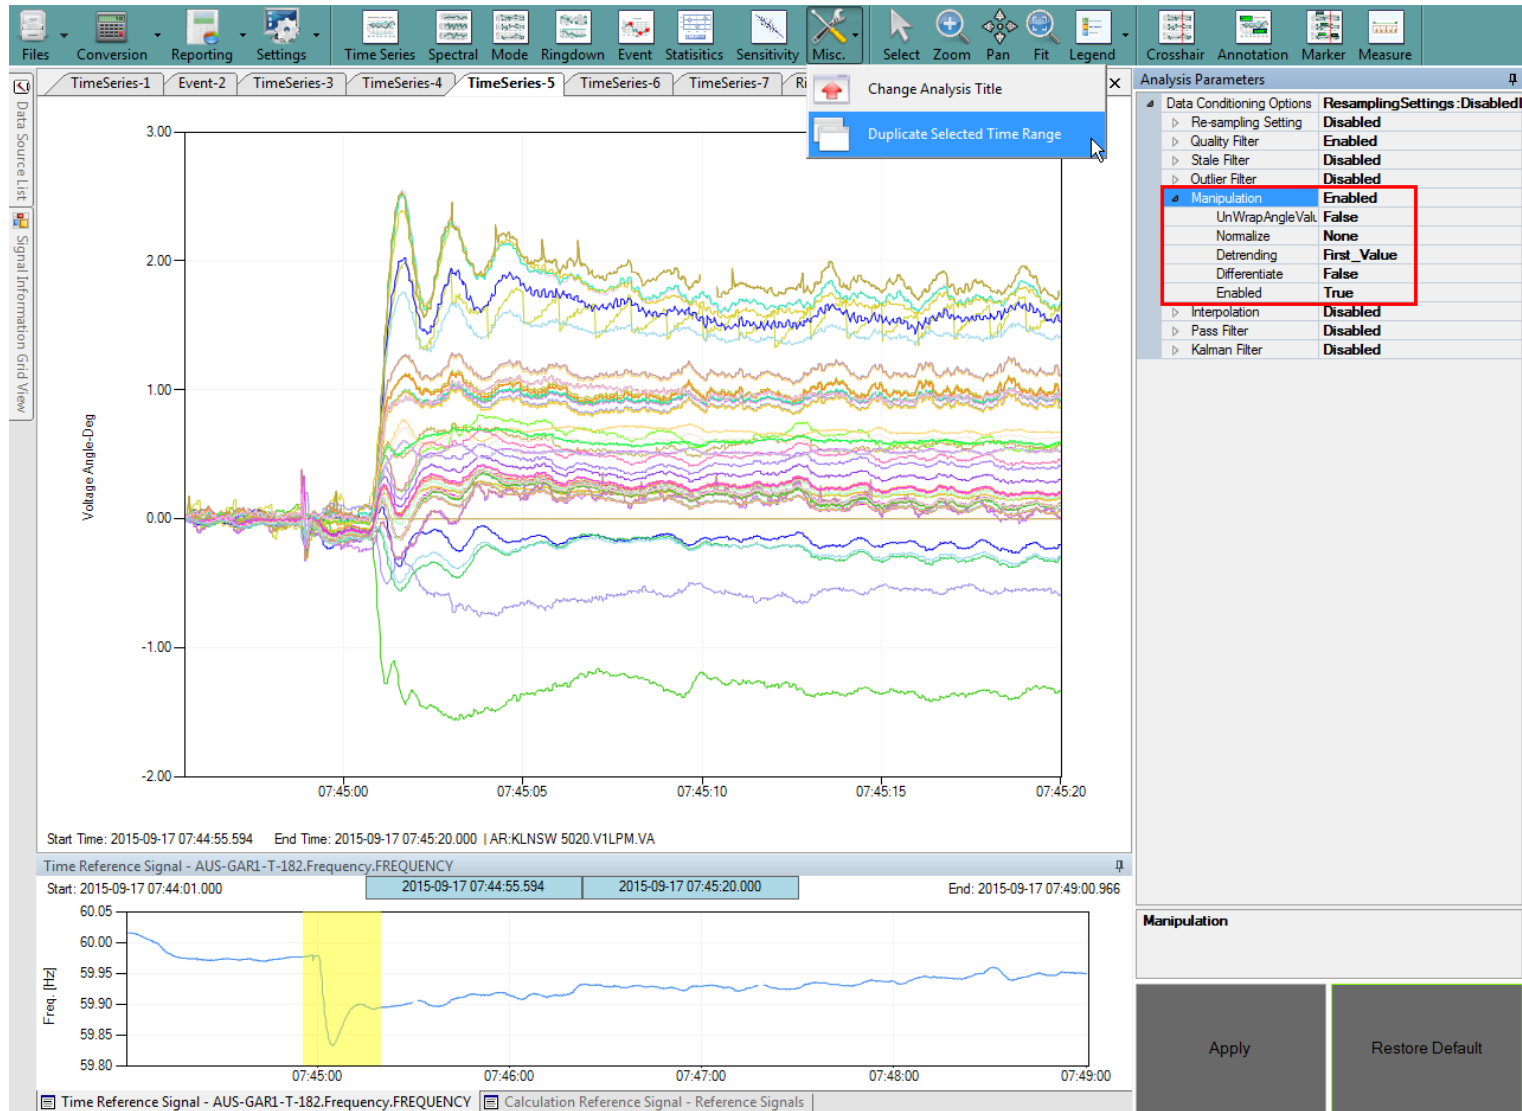 Files Conversion Reporting Settings Time Series Spectral Mode Ringdown Event Statisitics Sensitivity Misc. Select Zoom Pan Fit Legend Crosshair Annotation Marker Measure
TimeSeries-1 Event-2 TimeSeries-3 TimeSeries-4 TimeSeries-5 TimeSeries-6 TimeSeries-7 Ri
Change Analysis Title
Duplicate Selected Time Range
Data Source List
Signal Information Grid View
Analysis Parameters
Data Conditioning Options ResamplingSettings:Disabled
Re-sampling Setting Disabled
Quality Filter Enabled
Stale Filter Disabled
Outlier Filter Disabled
Manipulation Enabled
UnWrapAngleValu False
Normalize None
Detrending First_Value
Differentiate False
Enabled True
Interpolation Disabled
Pass Filter Disabled
Kalman Filter Disabled
Voltage Angle-Deg
3.00
2.00
1.00
0.00
-1.00
-2.00
07:45:00 07:45:05 07:45:10 07:45:15 07:45:20
Start Time: 2015-09-17 07:44:55.594 End Time: 2015-09-17 07:45:20.000 | AR:KLNSW 5020.V1LPM.VA
Time Reference Signal - AUS-GAR1-T-182.Frequency.FREQUENCY
Start: 2015-09-17 07:44:01.000 2015-09-17 07:44:55.594 2015-09-17 07:45:20.000 End: 2015-09-17 07:49:00.966
Freq. [Hz]
60.05
60.00
59.95
59.90
59.85
59.80
07:45:00 07:46:00 07:47:00 07:48:00 07:49:00
Time Reference Signal - AUS-GAR1-T-182.Frequency.FREQUENCY Calculation Reference Signal - Reference Signals
Manipulation
Apply Restore Default